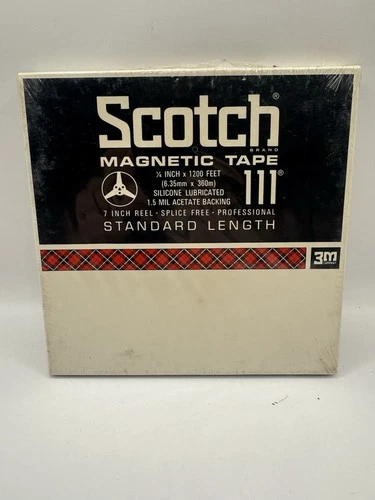 Scotch®
BRAND
MAGNETIC TAPE
111®
¼ INCH x 1200 FEET
(6.35mm x 360m)
SILICONE LUBRICATED
1.5 MIL ACETATE BACKING
7 INCH REEL - SPLICE FREE - PROFESSIONAL
STANDARD LENGTH
3M